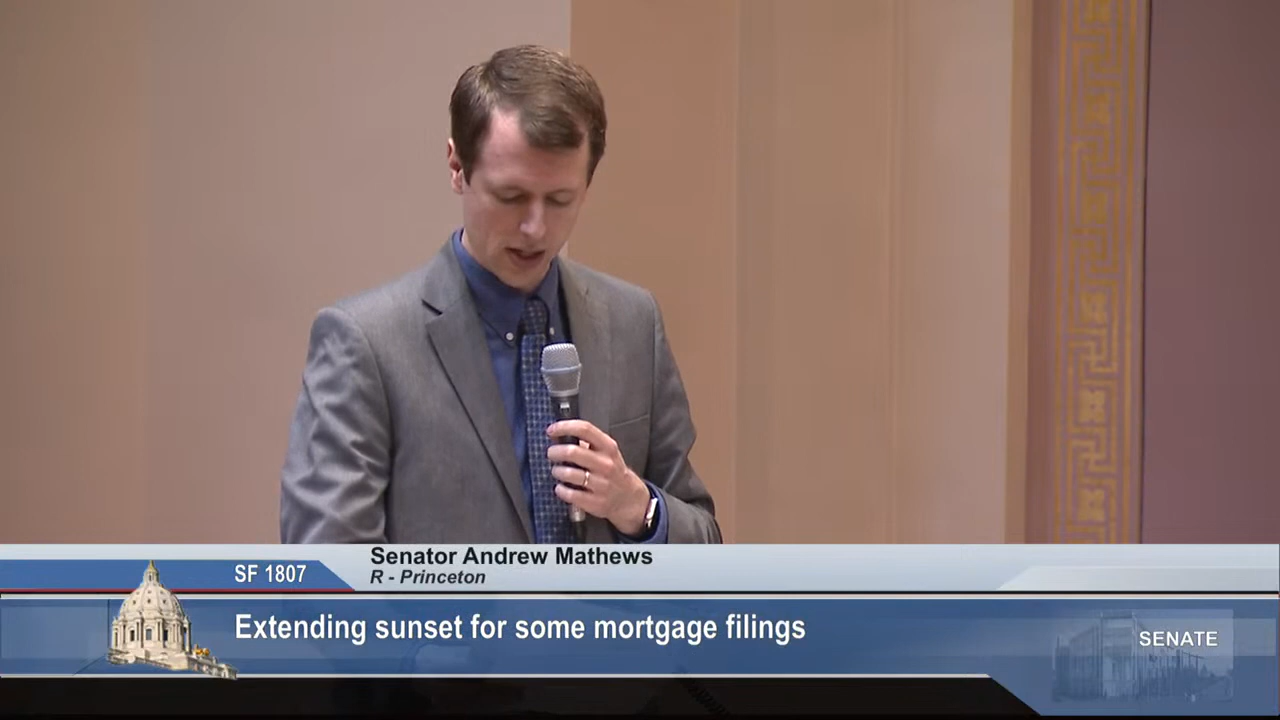 Senator Andrew Mathews
R - Princeton
SF 1807
Extending sunset for some mortgage filings
SENATE